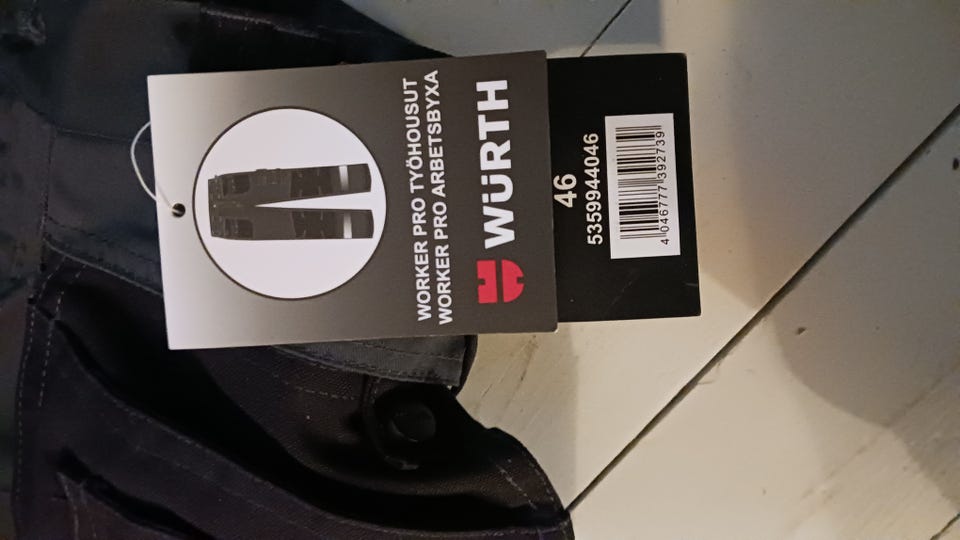 WORKER PRO TYÖHOUSUT
WORKER PRO ARBETSBYXA
WÜRTH
46
5359944046
4 046777 392739